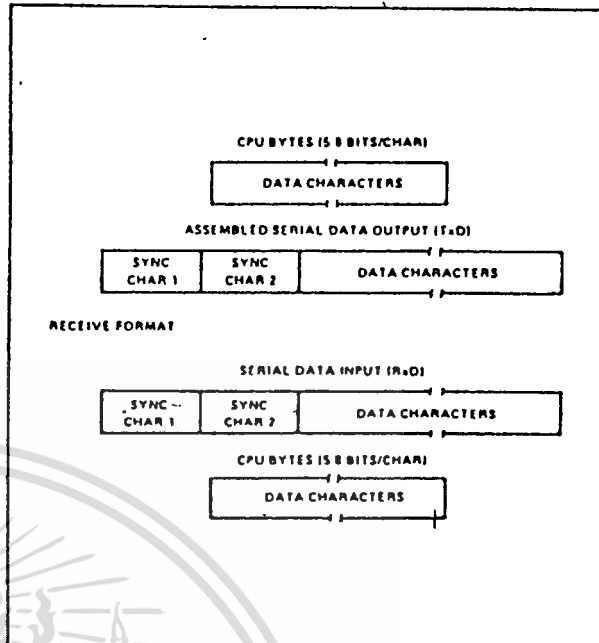 CPU BYTES (5 8 BITS/CHAR)
DATA CHARACTERS
ASSEMBLED SERIAL DATA OUTPUT (TxD)
SYNC CHAR 1
SYNC CHAR 2
DATA CHARACTERS
RECEIVE FORMAT
SERIAL DATA INPUT (RxD)
SYNC CHAR 1
SYNC CHAR 2
DATA CHARACTERS
CPU BYTES (5 8 BITS/CHAR)
DATA CHARACTERS